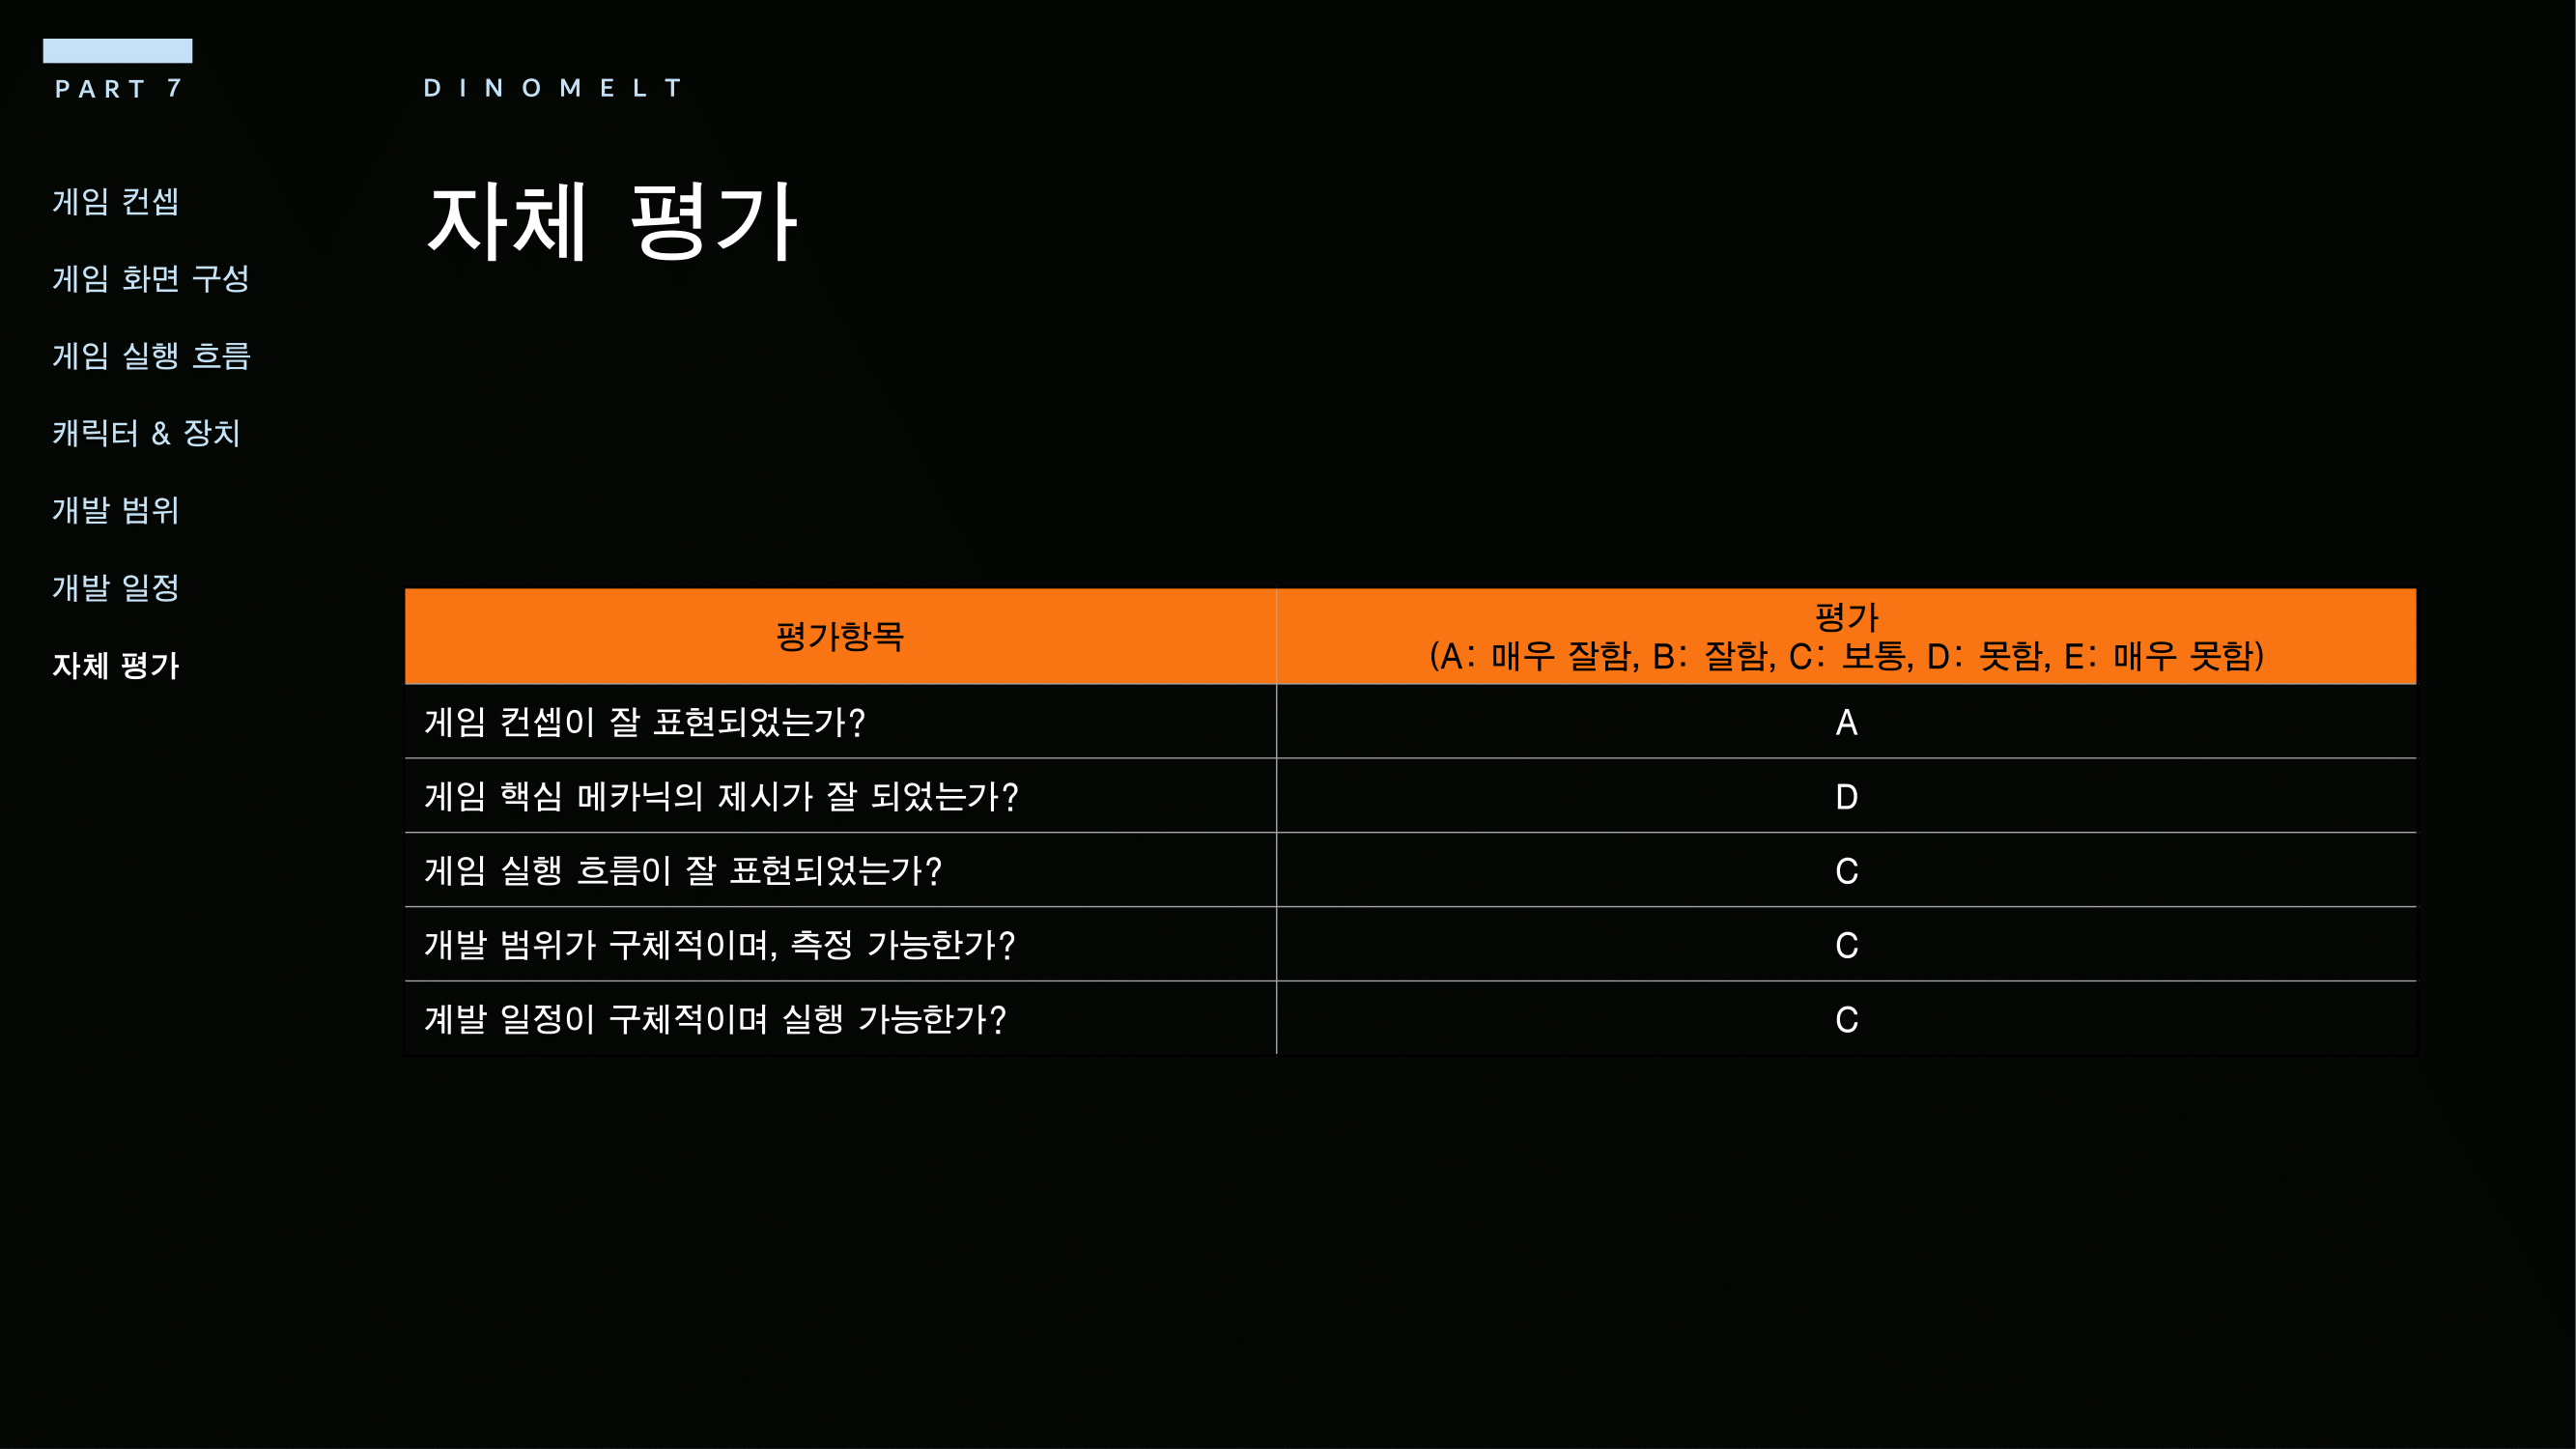 PART 7
게임 컨셉
게임 화면 구성
게임 실행 흐름
캐릭터 & 장치
개발 범위
개발 일정
자체 평가
DINOMELT
자체 평가
평가항목
평가
(A: 매우 잘함, B: 잘함, C: 보통, D: 못함, E: 매우 못함)
게임 컨셉이 잘 표현되었는가?
A
게임 핵심 메카닉의 제시가 잘 되었는가?
D
게임 실행 흐름이 잘 표현되었는가?
C
개발 범위가 구체적이며, 측정 가능한가?
C
계발 일정이 구체적이며 실행 가능한가?
C